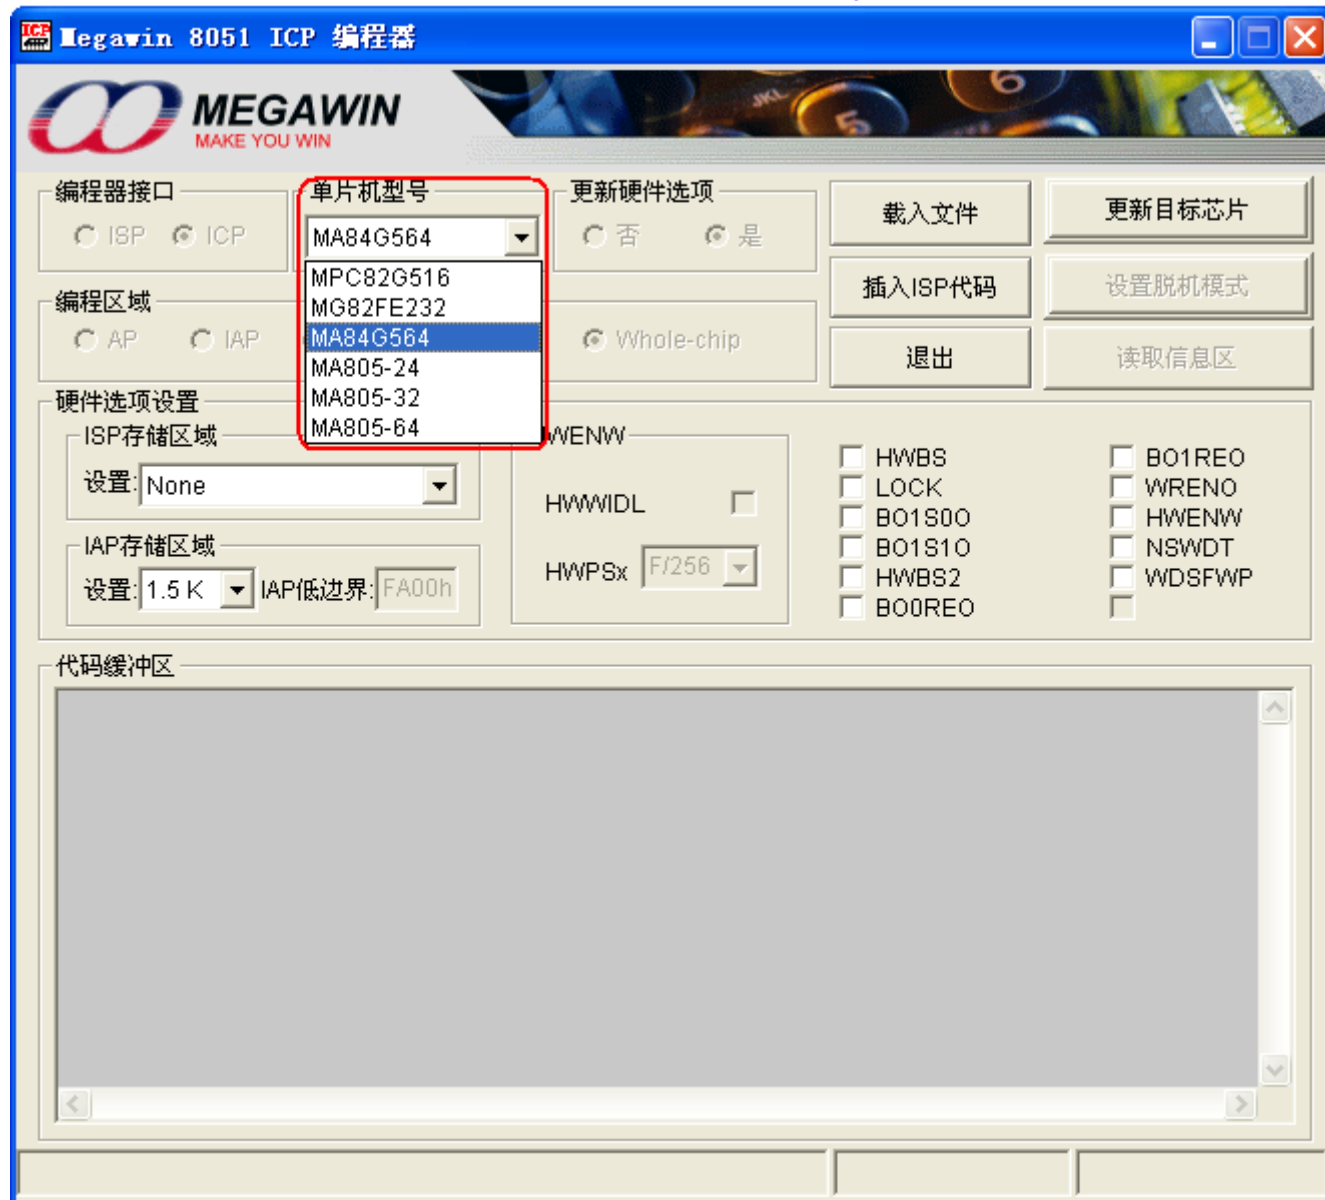 ICP Megawin 8051 ICP 编程器
MEGAWIN
MAKE YOU WIN
JKL 5 6
编程器接口
ISP ICP
单片机型号
MA84G564
MPC82G516
MG82FE232
MA84G564
MA805-24
MA805-32
MA805-64
更新硬件选项
否 是
载入文件
更新目标芯片
插入ISP代码
设置脱机模式
退出
读取信息区
编程区域
AP IAP Whole-chip
硬件选项设置
ISP存储区域
设置: None
IAP存储区域
设置: 1.5 K IAP低边界: FA00h
WENW
HWWIDL
HWPSx F/256
HWBS
LOCK
BO1S0O
BO1S1O
HWBS2
BO0REO
BO1REO
WRENO
HWENW
NSWDT
WDSFWP
代码缓冲区